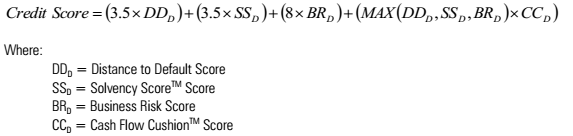 Credit Score = (3.5 × DD_D) + (3.5 × SS_D) + (8 × BR_D) + (MAX(DD_D, SS_D, BR_D) × CC_D)
Where:
DD_D = Distance to Default Score
SS_D = Solvency Score™ Score
BR_D = Business Risk Score
CC_D = Cash Flow Cushion™ Score